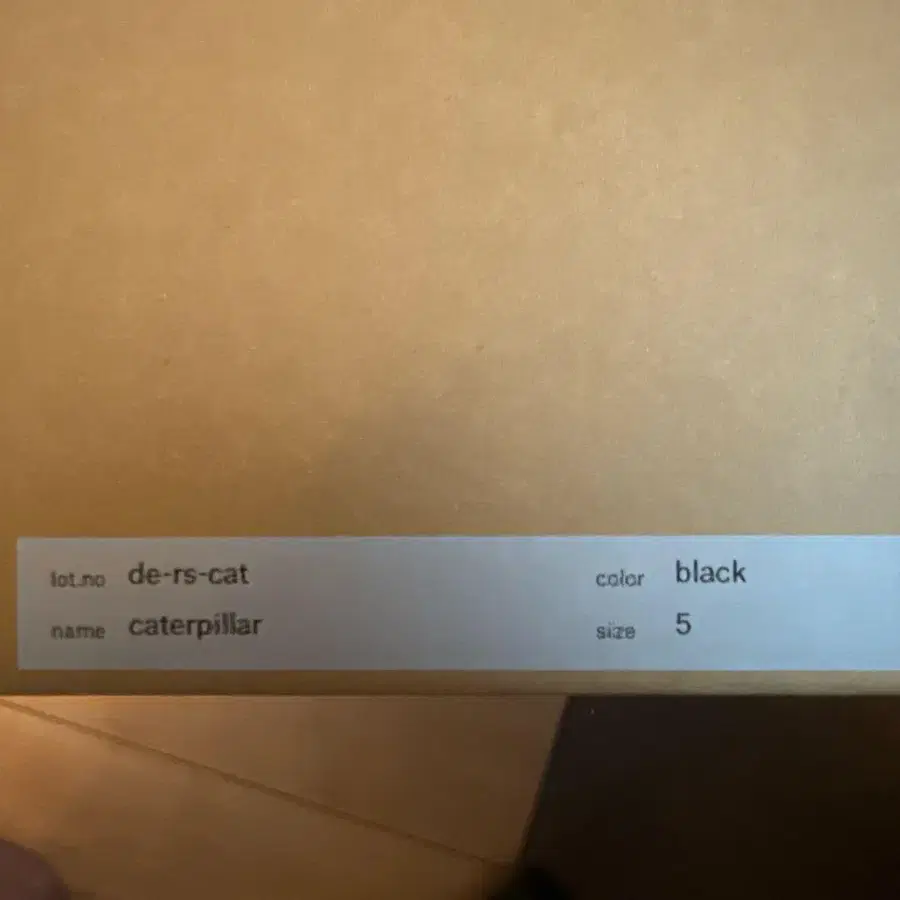 lot.no de-rs-cat color black
name caterpillar size 5